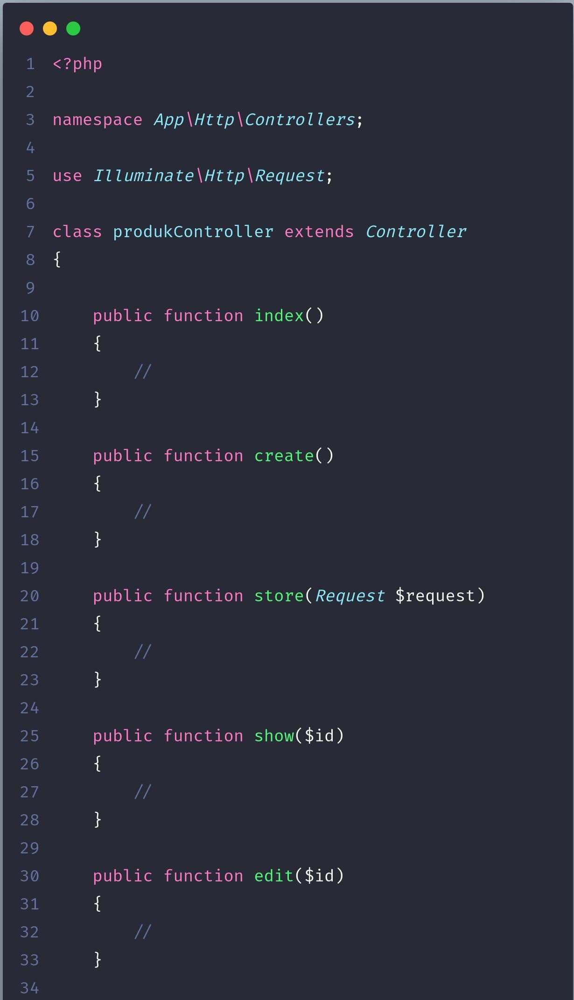 1 <?php
2
3 namespace App\Http\Controllers;
4
5 use Illuminate\Http\Request;
6
7 class produkController extends Controller
8 {
9
10     public function index()
11     {
12         //
13     }
14
15     public function create()
16     {
17         //
18     }
19
20     public function store(Request $request)
21     {
22         //
23     }
24
25     public function show($id)
26     {
27         //
28     }
29
30     public function edit($id)
31     {
32         //
33     }
34